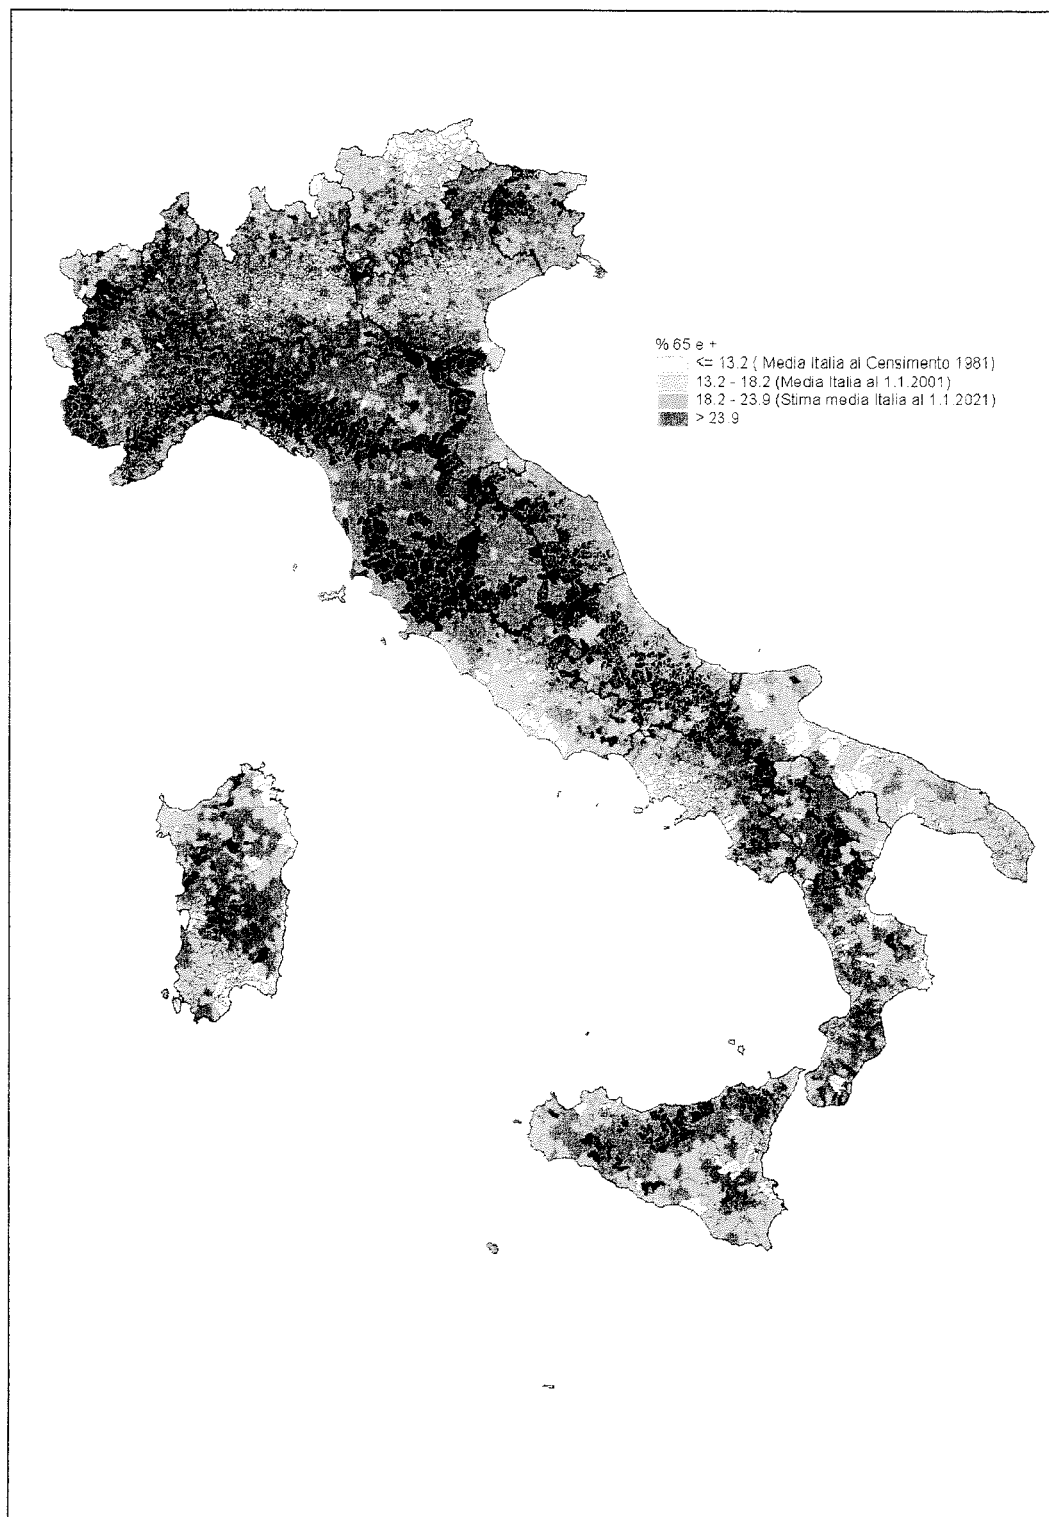 % 65 e +
<= 13.2 ( Media Italia al Censimento 1981)
13.2 - 18.2 (Media Italia al 1.1.2001)
18.2 - 23.9 (Stima media Italia al 1.1.2021)
> 23.9